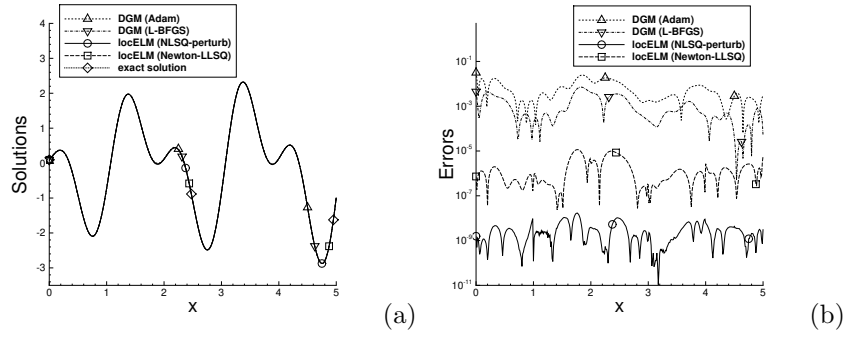 DGM (Adam)
DGM (L-BFGS)
locELM (NLSQ-perturb)
locELM (Newton-LLSQ)
exact solution
4
3
2
1
0
-1
-2
-3
Solutions
0
1
2
3
4
5
x
(a)
DGM (Adam)
DGM (L-BFGS)
locELM (NLSQ-perturb)
locELM (Newton-LLSQ)
10-1
10-3
10-5
10-7
10-9
10-11
Errors
0
1
2
3
4
5
x
(b)